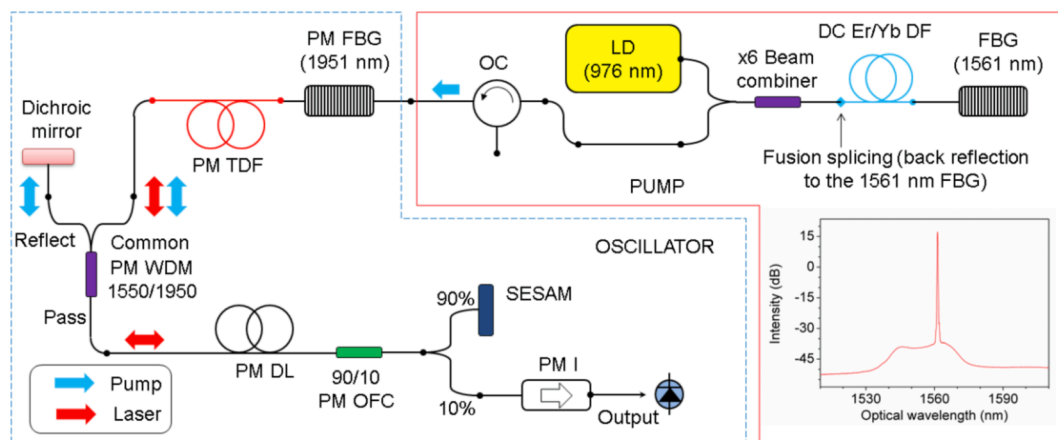 PM FBG
(1951 nm)
Dichroic
mirror
PM TDF
Reflect
Common
PM WDM
1550/1950
Pass
PM DL
90/10
PM OFC
90%
SESAM
10%
PM I
Output
OSCILLATOR
Pump
Laser
OC
LD
(976 nm)
x6 Beam
combiner
DC Er/Yb DF
FBG
(1561 nm)
Fusion splicing (back reflection
to the 1561 nm FBG)
PUMP
Intensity (dB)
15
0
-15
-30
-45
1530 1560 1590
Optical wavelength (nm)